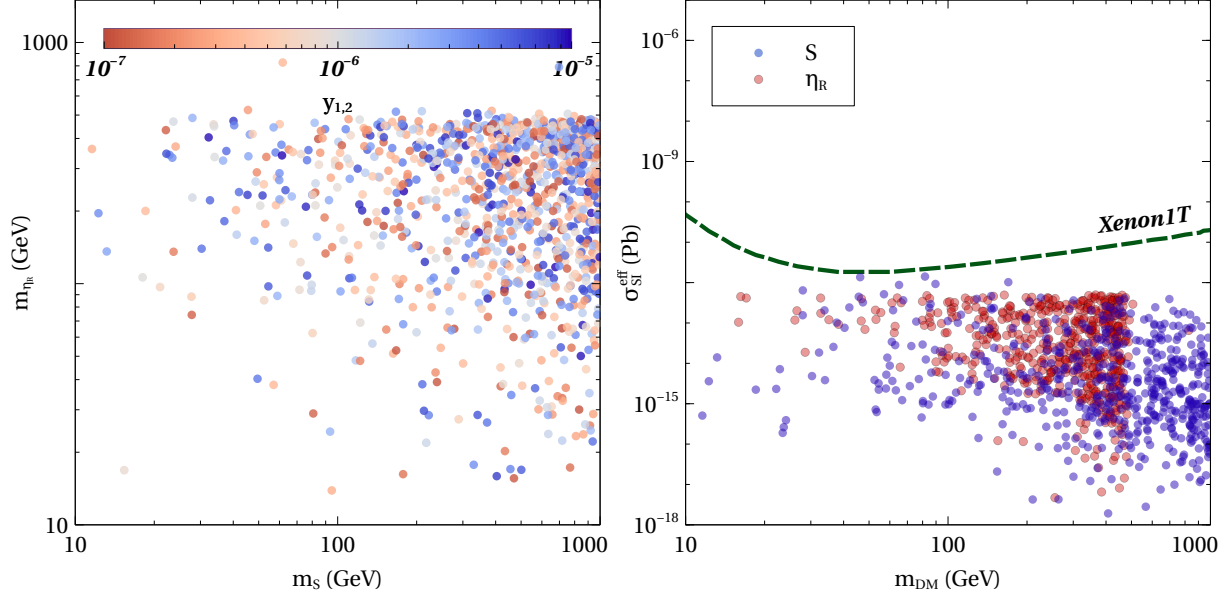 1000
10⁻⁷ 10⁻⁶ 10⁻⁵
y₁,₂
m_ηR (GeV)
10
10 100 1000
m_S (GeV)
10⁻⁶
S
η_R
10⁻⁹
Xenon1T
σ_SI^eff (Pb)
10⁻¹⁵
10⁻¹⁸
10 100 1000
m_DM (GeV)